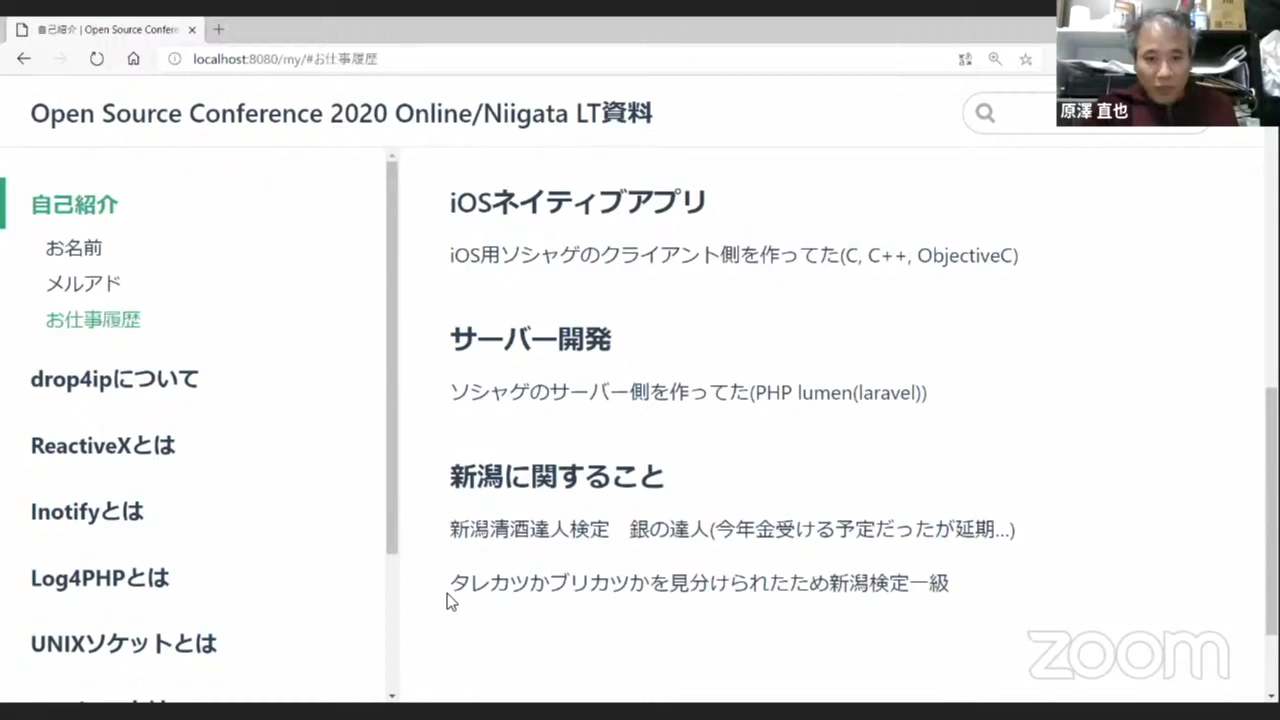 自己紹介 | Open Source Confere
localhost:8080/my/#お仕事履歴
原澤 直也
Open Source Conference 2020 Online/Niigata LT資料
自己紹介
お名前
メルアド
お仕事履歴
drop4ipについて
ReactiveXとは
Inotifyとは
Log4PHPとは
UNIXソケットとは
iOSネイティブアプリ
iOS用ソシャゲのクライアント側を作ってた(C, C++, ObjectiveC)
サーバー開発
ソシャゲのサーバー側を作ってた(PHP lumen(laravel))
新潟に関すること
新潟清酒達人検定　銀の達人(今年金受ける予定だったが延期...)
タレカツかブリカツかを見分けられたため新潟検定一級
zoom